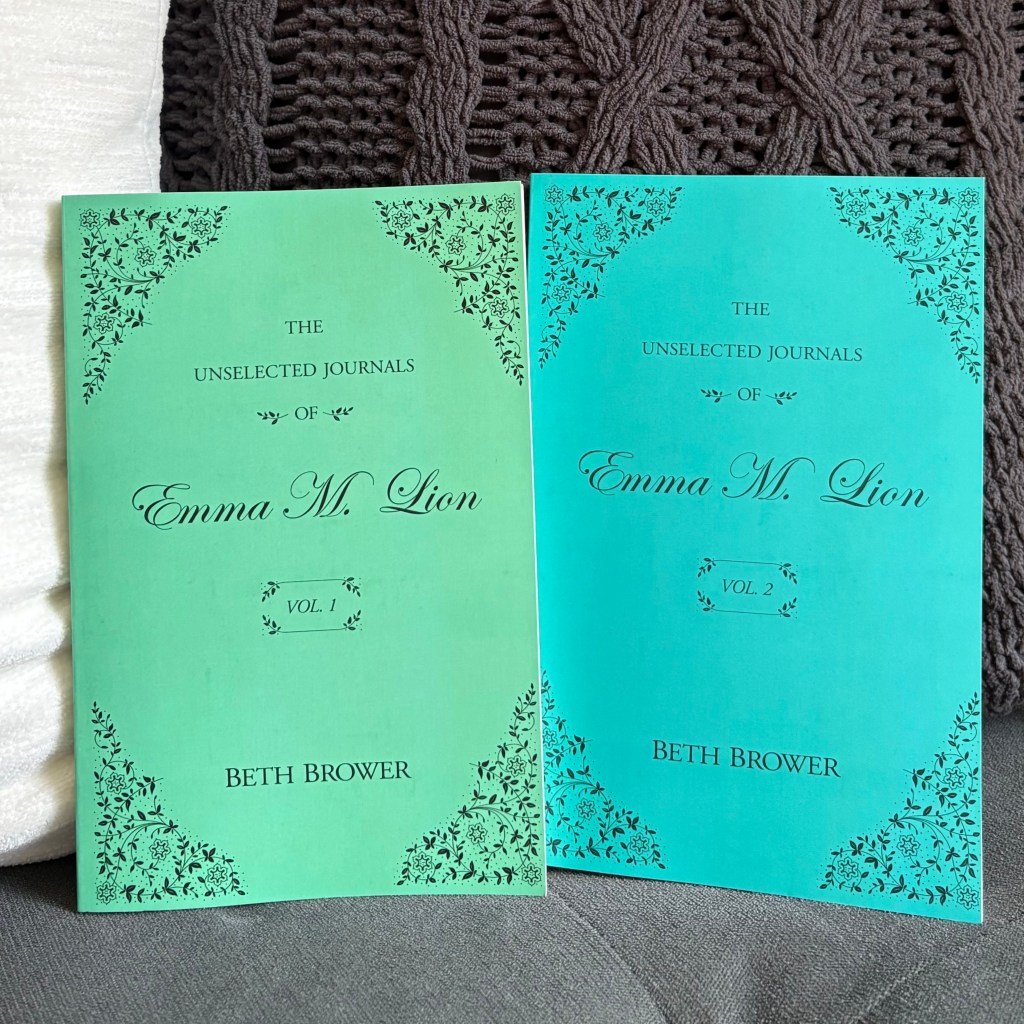 THE
UNSELECTED JOURNALS
OF
Emma M. Lion
VOL. 1
BETH BROWER
THE
UNSELECTED JOURNALS
OF
Emma M. Lion
VOL. 2
BETH BROWER